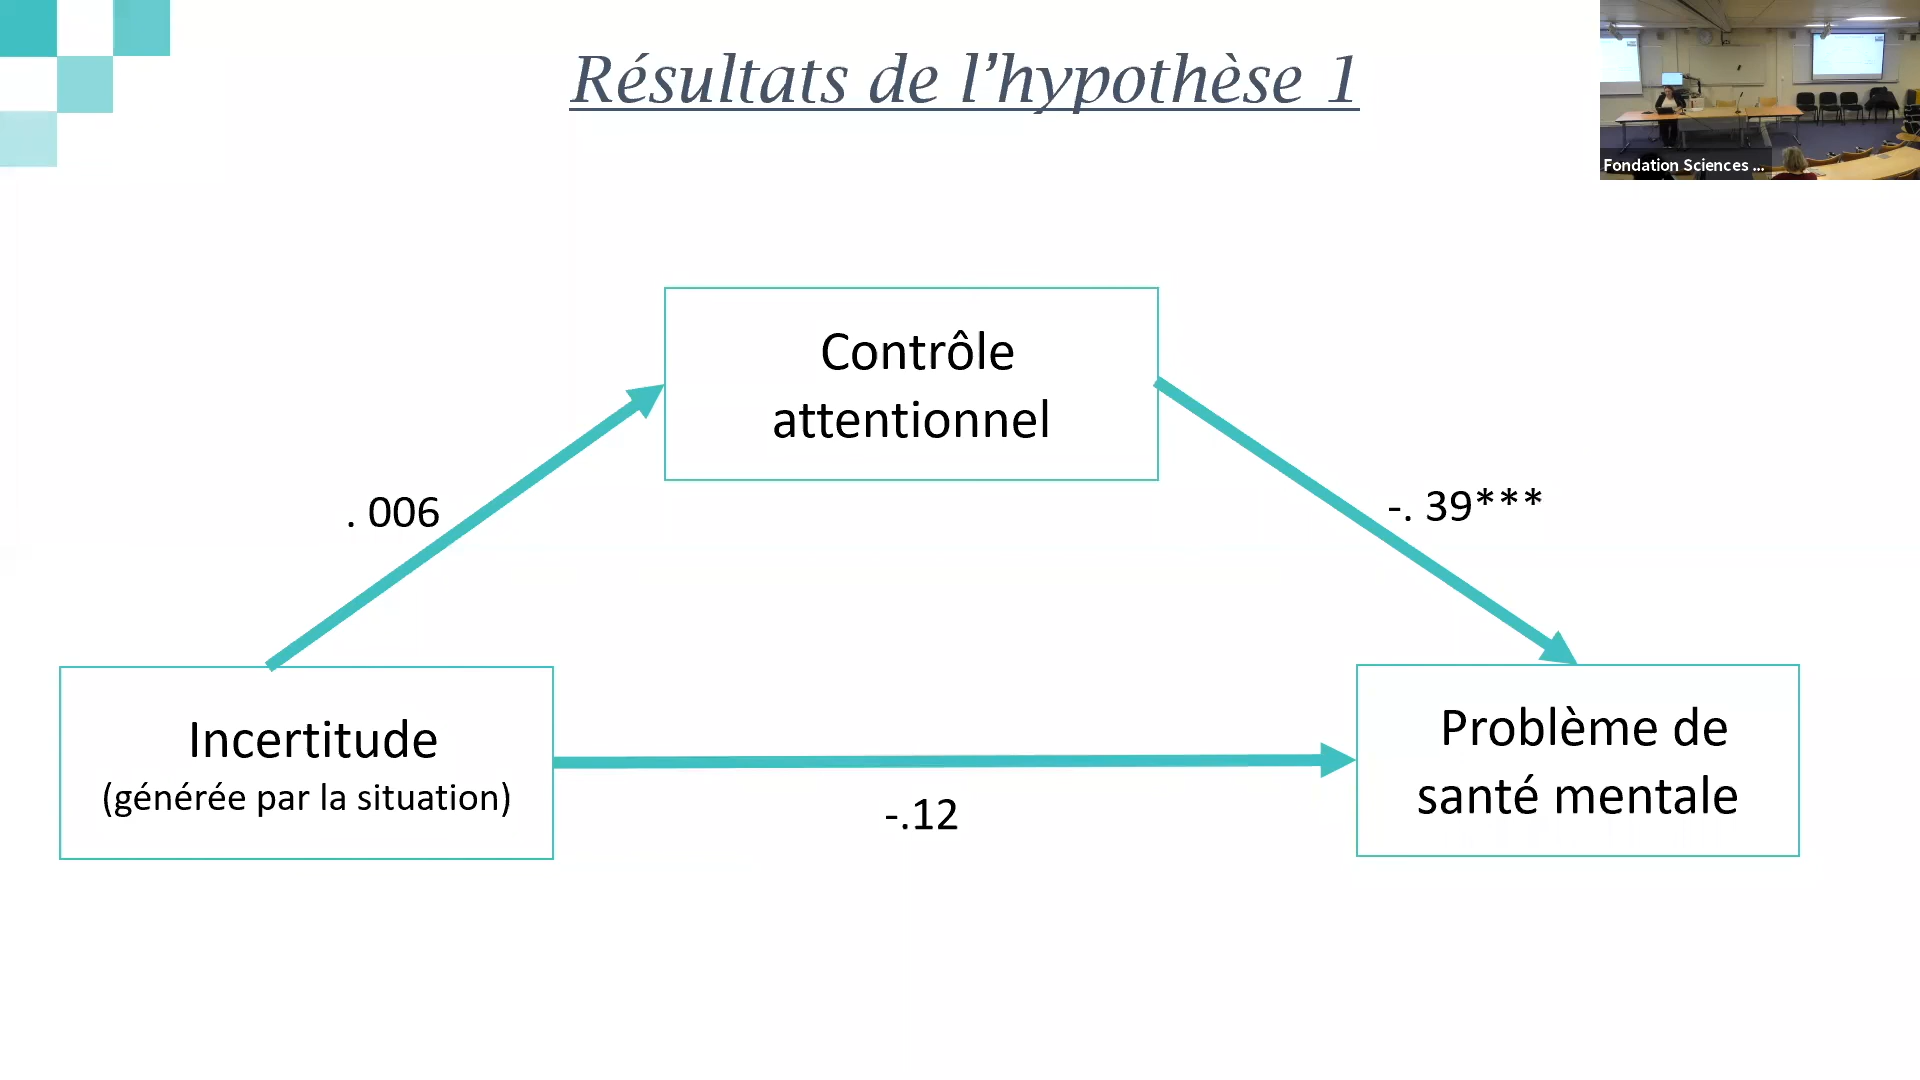 Résultats de l’hypothèse 1
Fondation Sciences ...
Contrôle
attentionnel
. 006
-. 39***
Incertitude
(générée par la situation)
-.12
Problème de
santé mentale